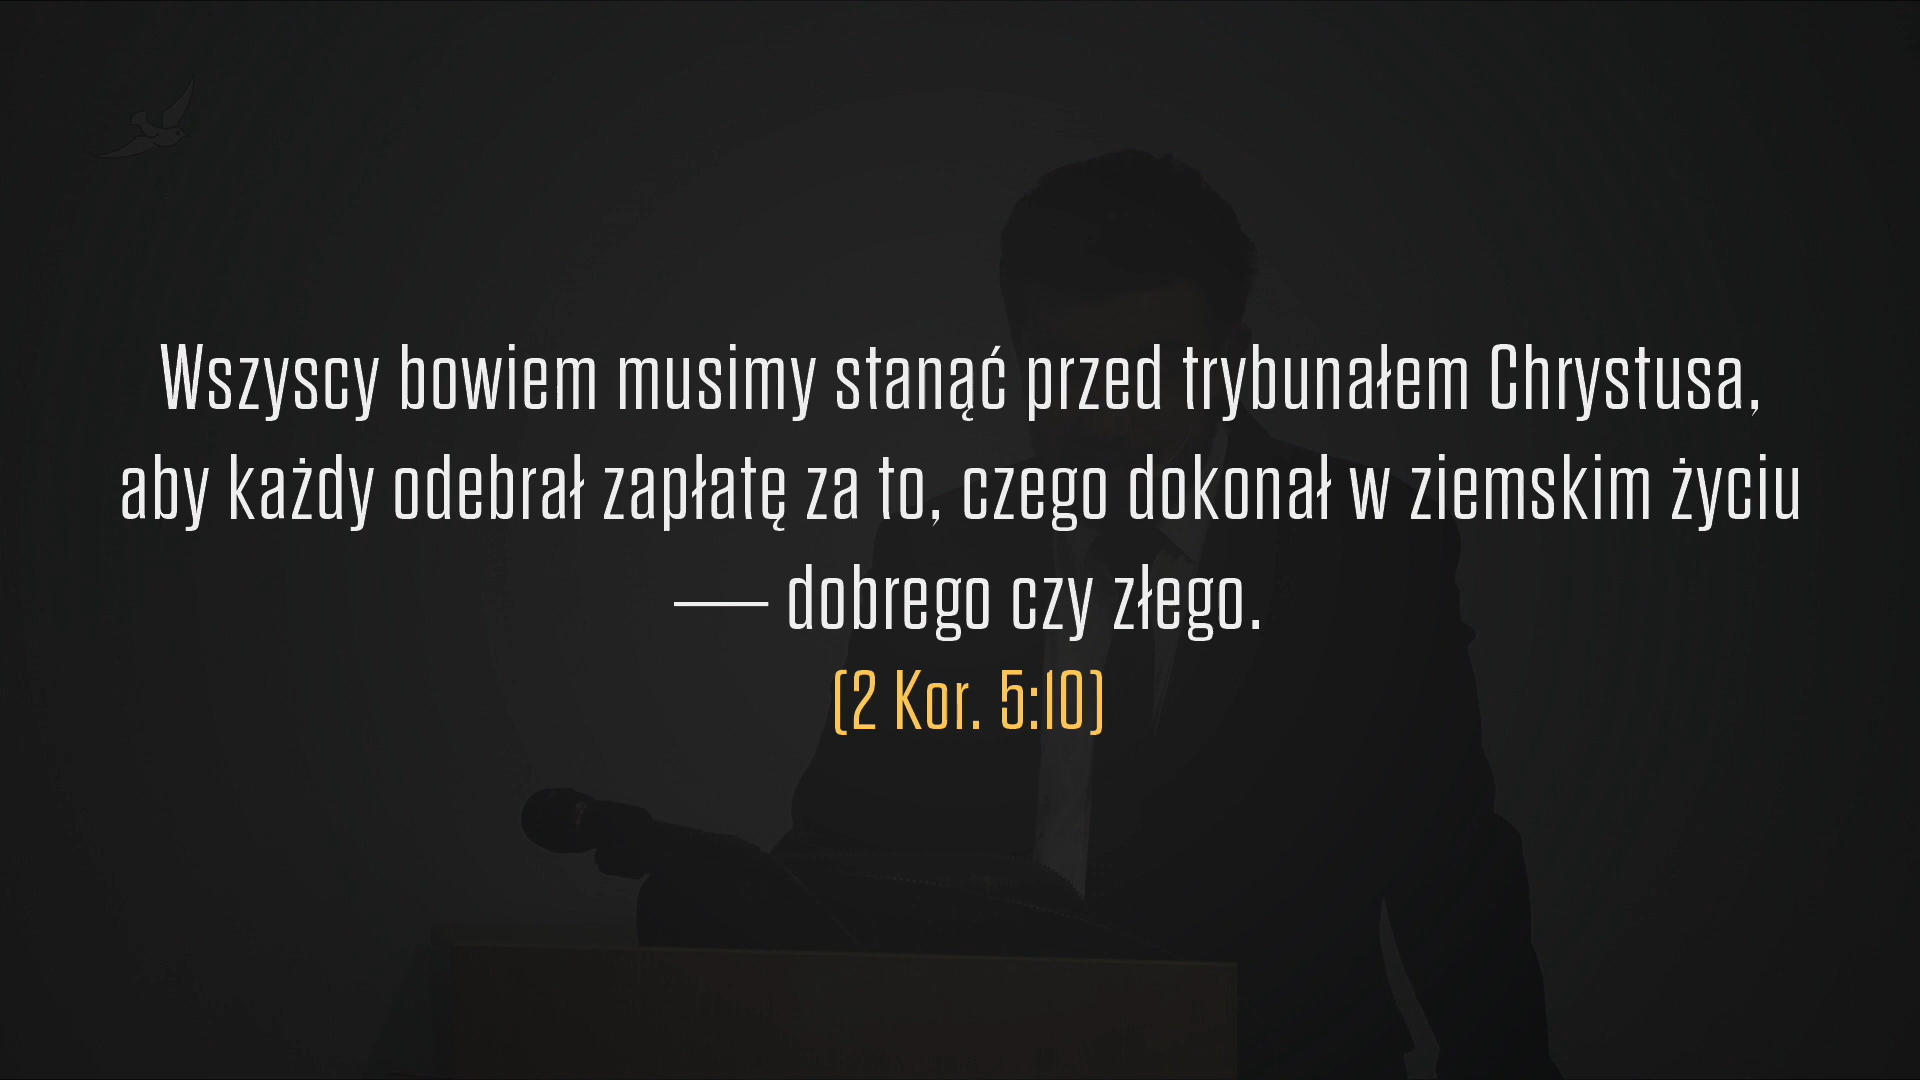 Wszyscy bowiem musimy stanąć przed trybunałem Chrystusa,
aby każdy odebrał zapłatę za to, czego dokonał w ziemskim życiu
— dobrego czy złego.
(2 Kor. 5:10)